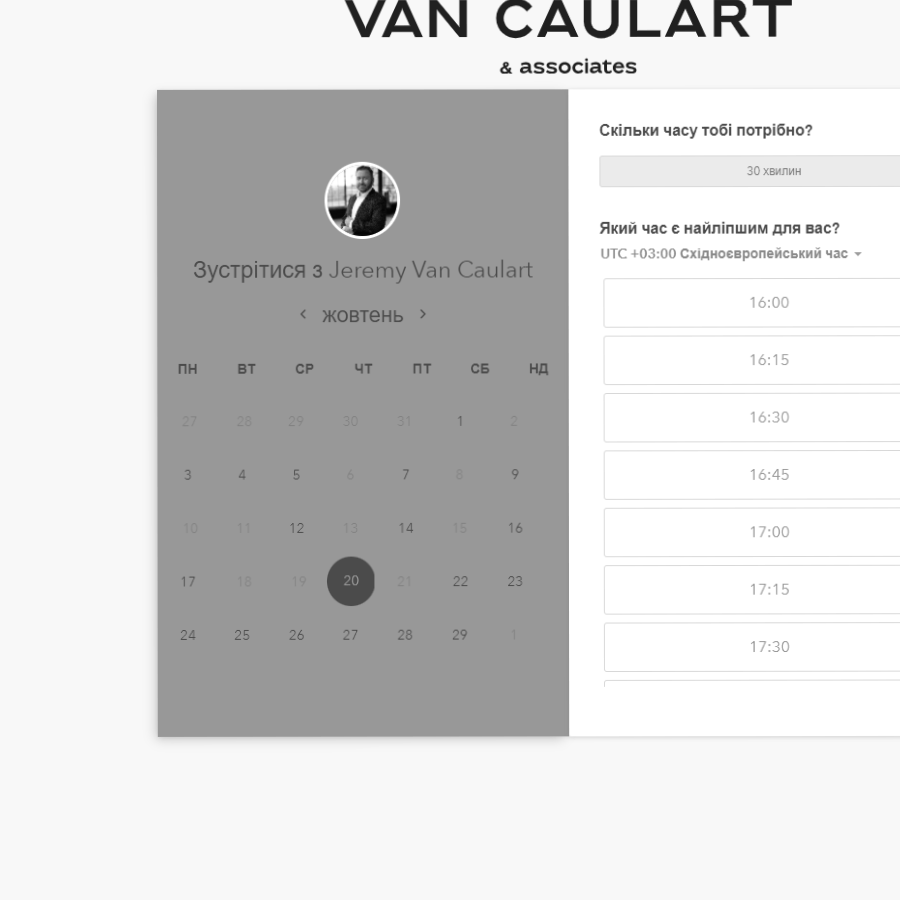 VAN CAULART
& associates
Зустрітися з Jeremy Van Caulart
жовтень
ПН ВТ СР ЧТ ПТ СБ НД
27 28 29 30 31 1 2
3 4 5 6 7 8 9
10 11 12 13 14 15 16
17 18 19 20 21 22 23
24 25 26 27 28 29 1
Скільки часу тобі потрібно?
30 хвилин
Який час є найліпшим для вас?
UTC +03:00 Східноєвропейський час
16:00
16:15
16:30
16:45
17:00
17:15
17:30